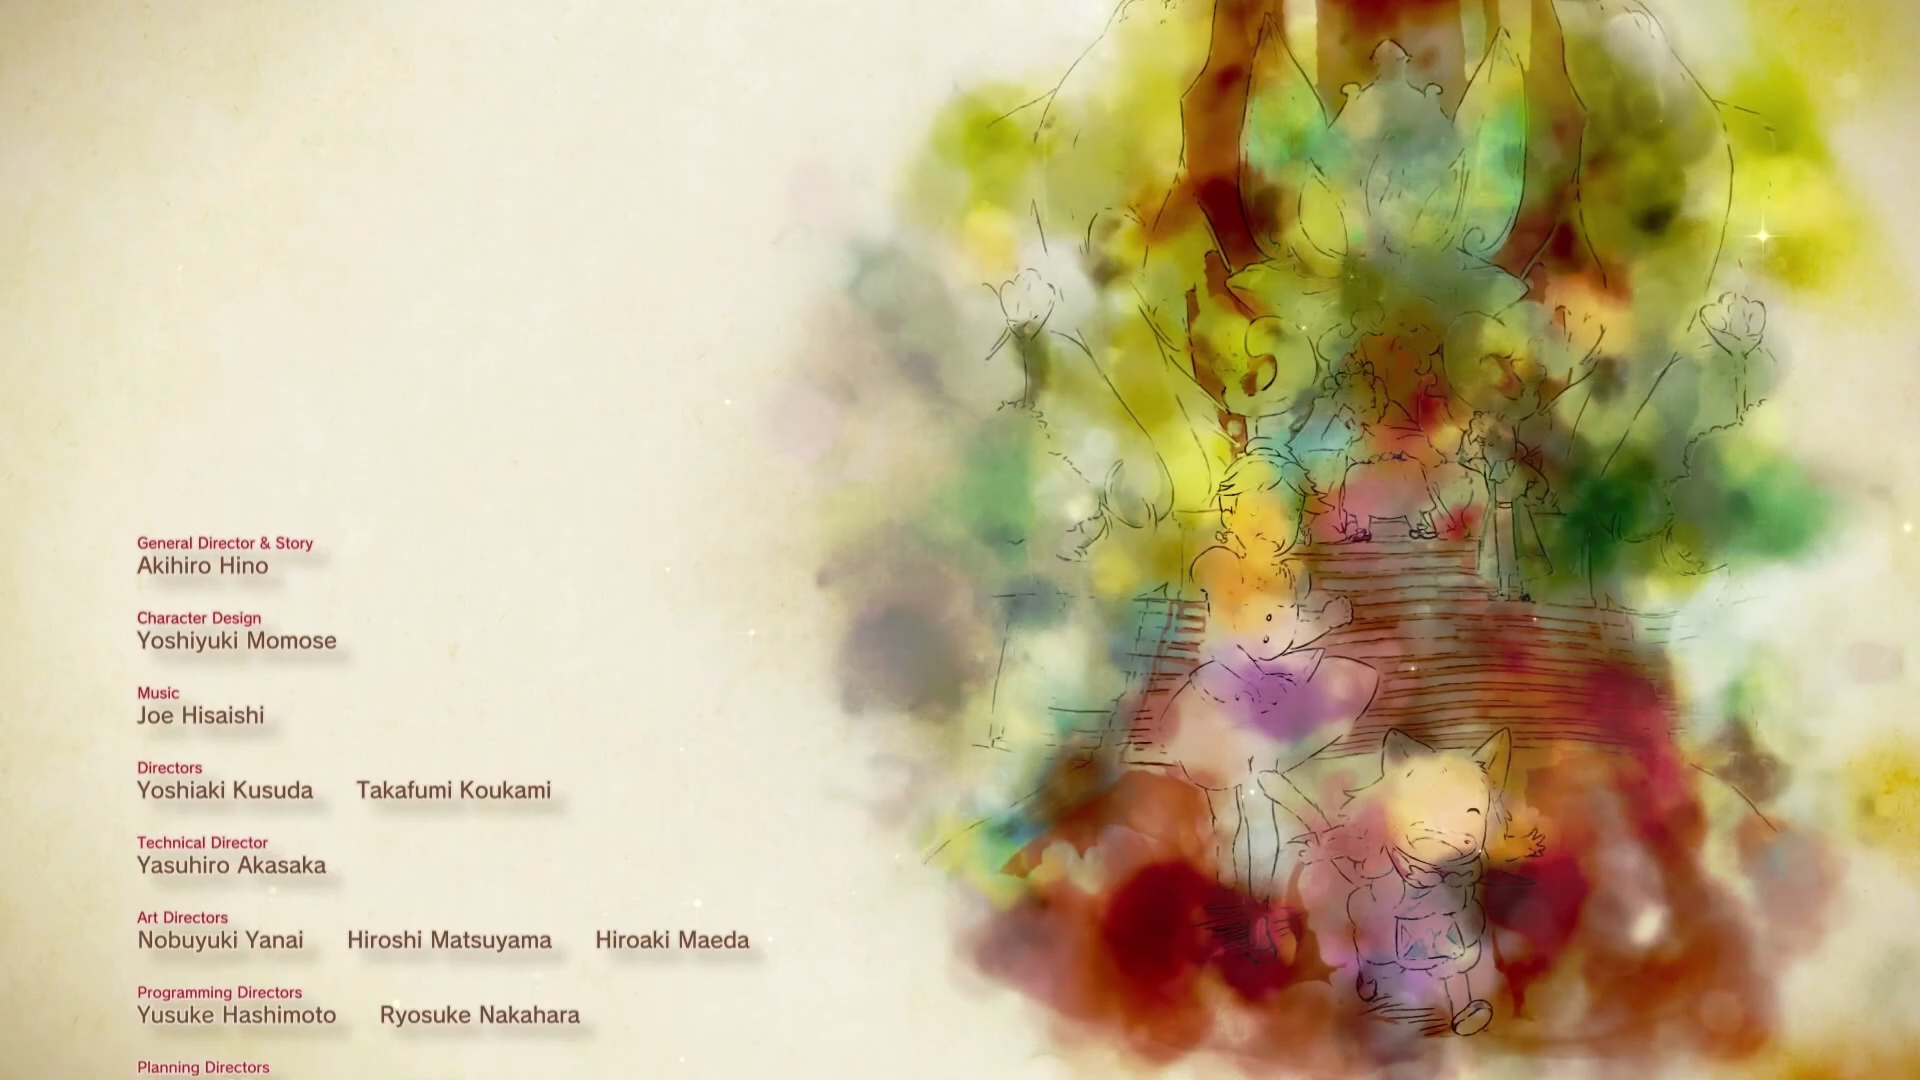 General Director & Story
Akihiro Hino
Character Design
Yoshiyuki Momose
Music
Joe Hisaishi
Directors
Yoshiaki Kusuda Takafumi Koukami
Technical Director
Yasuhiro Akasaka
Art Directors
Nobuyuki Yanai Hiroshi Matsuyama Hiroaki Maeda
Programming Directors
Yusuke Hashimoto Ryosuke Nakahara
Planning Directors